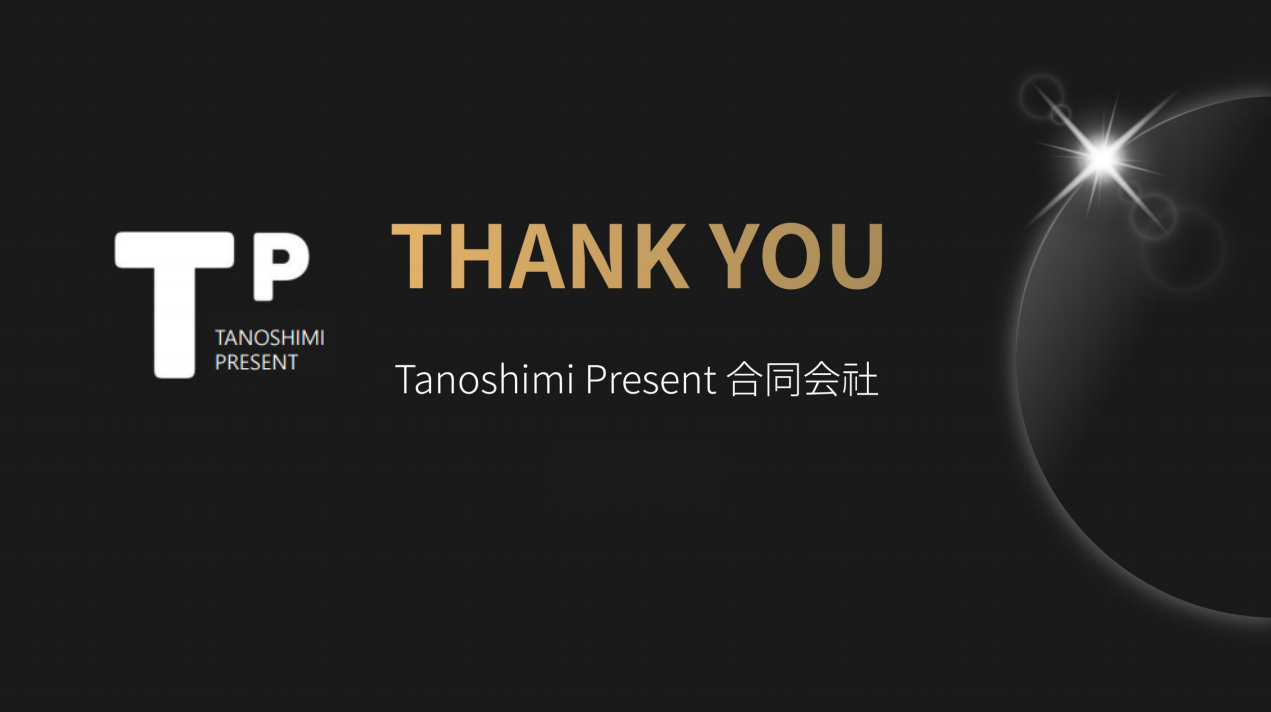 TP
TANOSHIMI
PRESENT
THANK YOU
Tanoshimi Present 合同会社